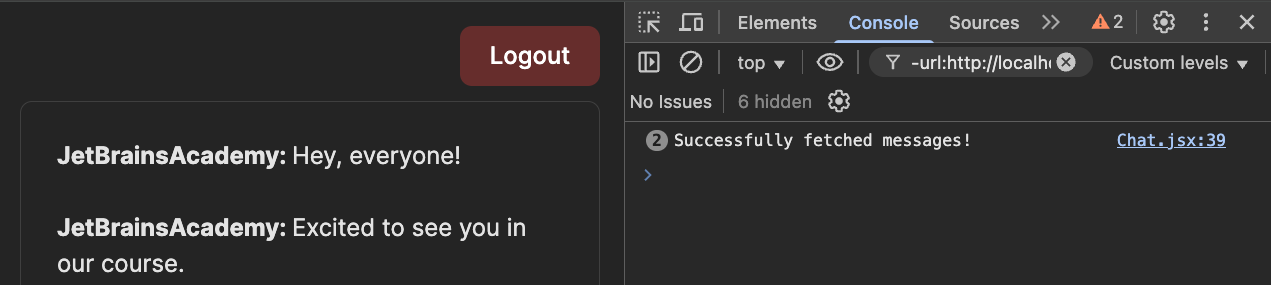 Logout
JetBrainsAcademy: Hey, everyone!
JetBrainsAcademy: Excited to see you in
our course.
Elements Console Sources 2
top -url:http://localh Custom levels
No Issues 6 hidden
2 Successfully fetched messages! Chat.jsx:39